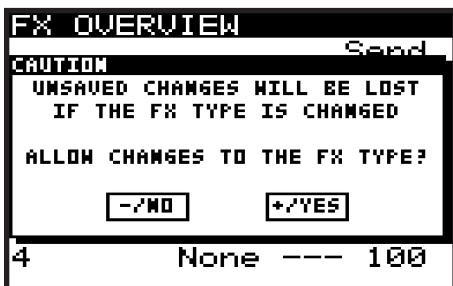 FX OVERVIEW
Send
CAUTION
UNSAVED CHANGES WILL BE LOST
IF THE FX TYPE IS CHANGED
ALLOW CHANGES TO THE FX TYPE?
-/NO +/YES
4 None --- 100